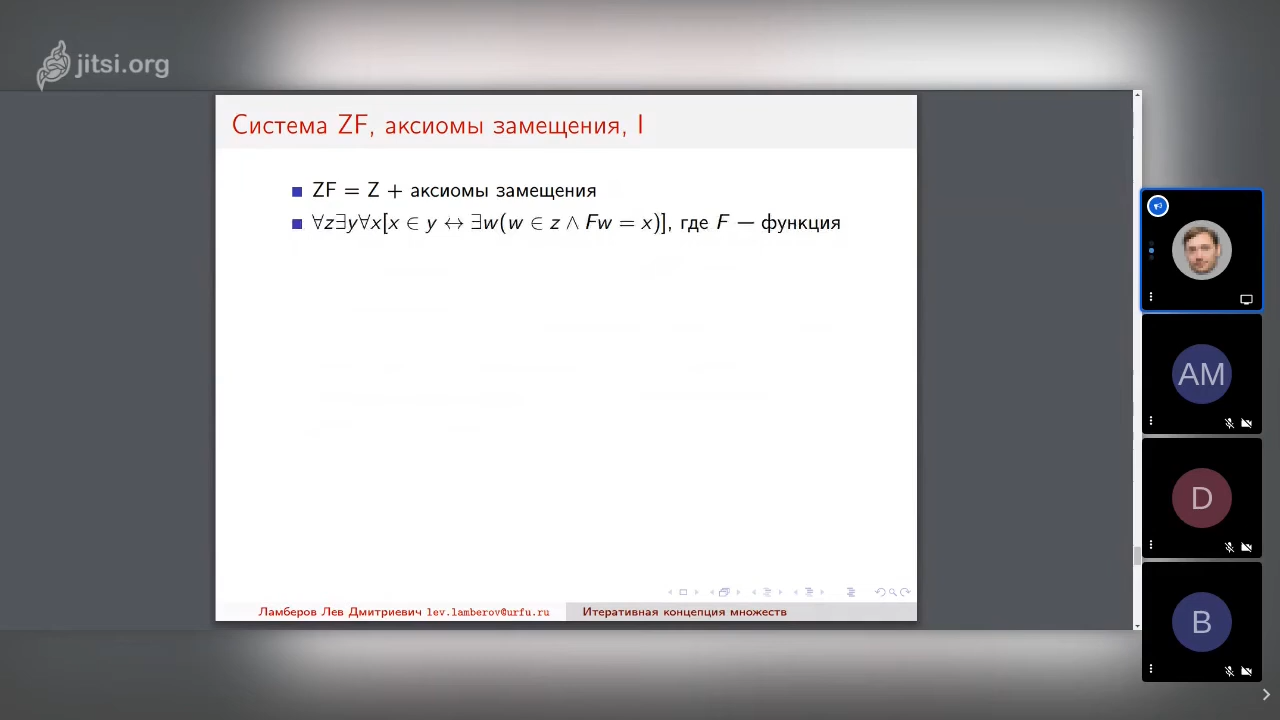 jitsi.org
Система ZF, аксиомы замещения, I
ZF = Z + аксиомы замещения
∀z∃y∀x[x ∈ y ↔ ∃w(w ∈ z ∧ Fw = x)], где F — функция
Ламберов Лев Дмитриевич lev.lamberov@urfu.ru
Итеративная концепция множеств
AM
D
B